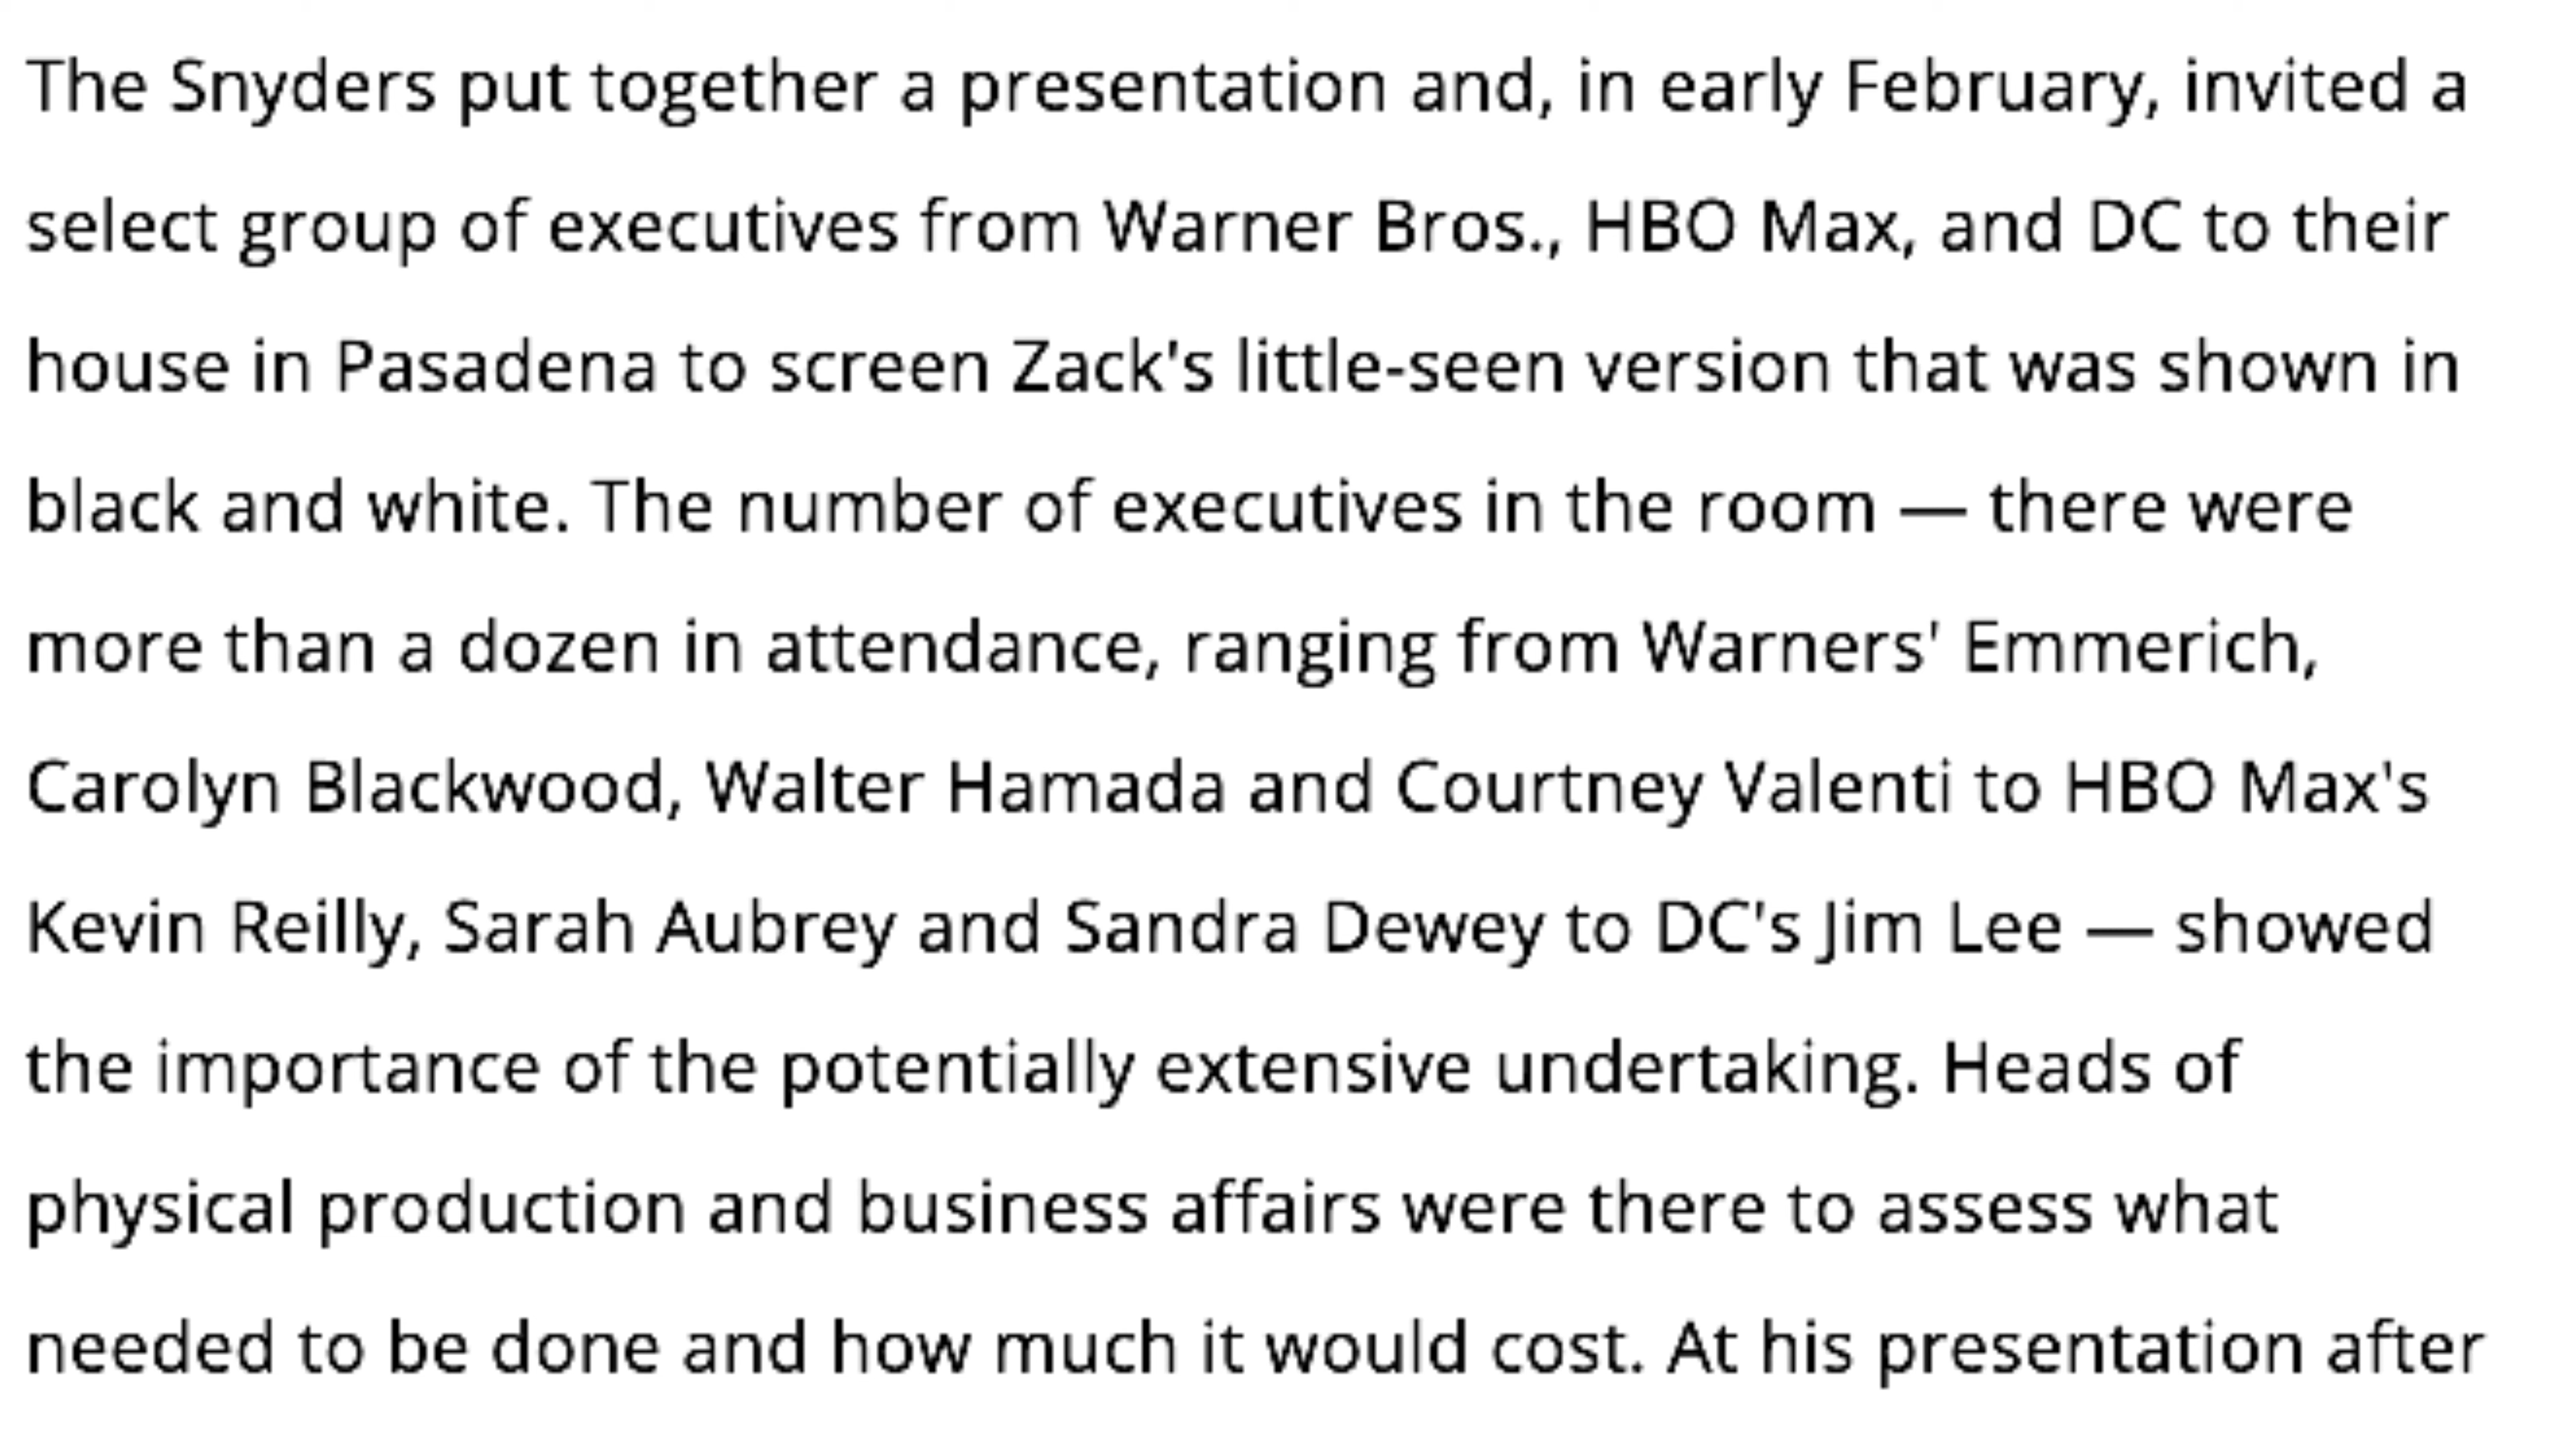 The Snyders put together a presentation and, in early February, invited a
select group of executives from Warner Bros., HBO Max, and DC to their
house in Pasadena to screen Zack's little-seen version that was shown in
black and white. The number of executives in the room — there were
more than a dozen in attendance, ranging from Warners' Emmerich,
Carolyn Blackwood, Walter Hamada and Courtney Valenti to HBO Max's
Kevin Reilly, Sarah Aubrey and Sandra Dewey to DC's Jim Lee — showed
the importance of the potentially extensive undertaking. Heads of
physical production and business affairs were there to assess what
needed to be done and how much it would cost. At his presentation after